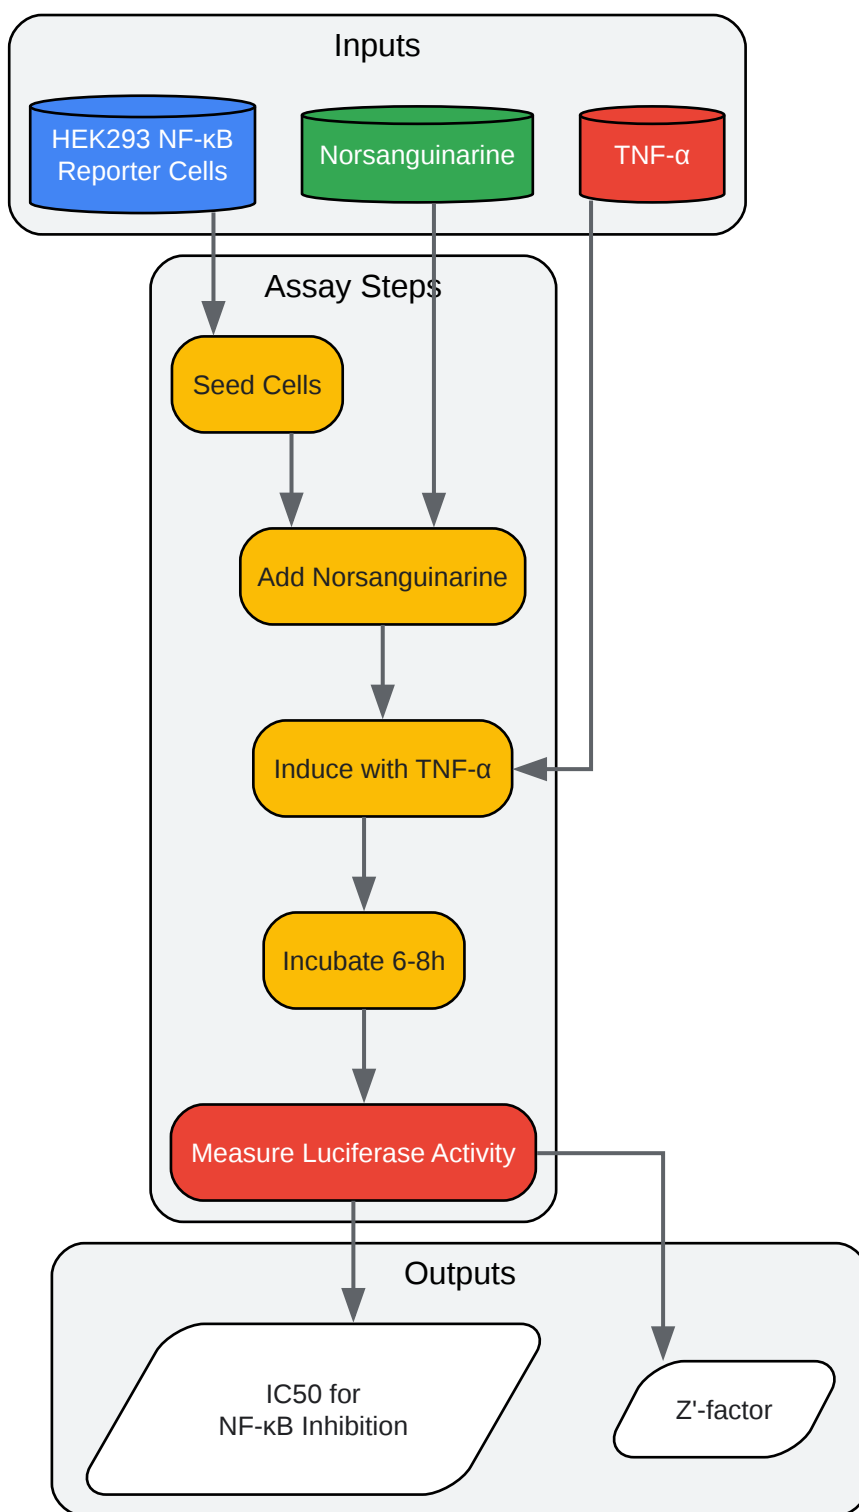 Inputs
HEK293 NF-κB
Reporter Cells
Norsanguinarine
TNF-α
Assay Steps
Seed Cells
Add Norsanguinarine
Induce with TNF-α
Incubate 6-8h
Measure Luciferase Activity
Outputs
IC50 for
NF-κB Inhibition
Z'-factor